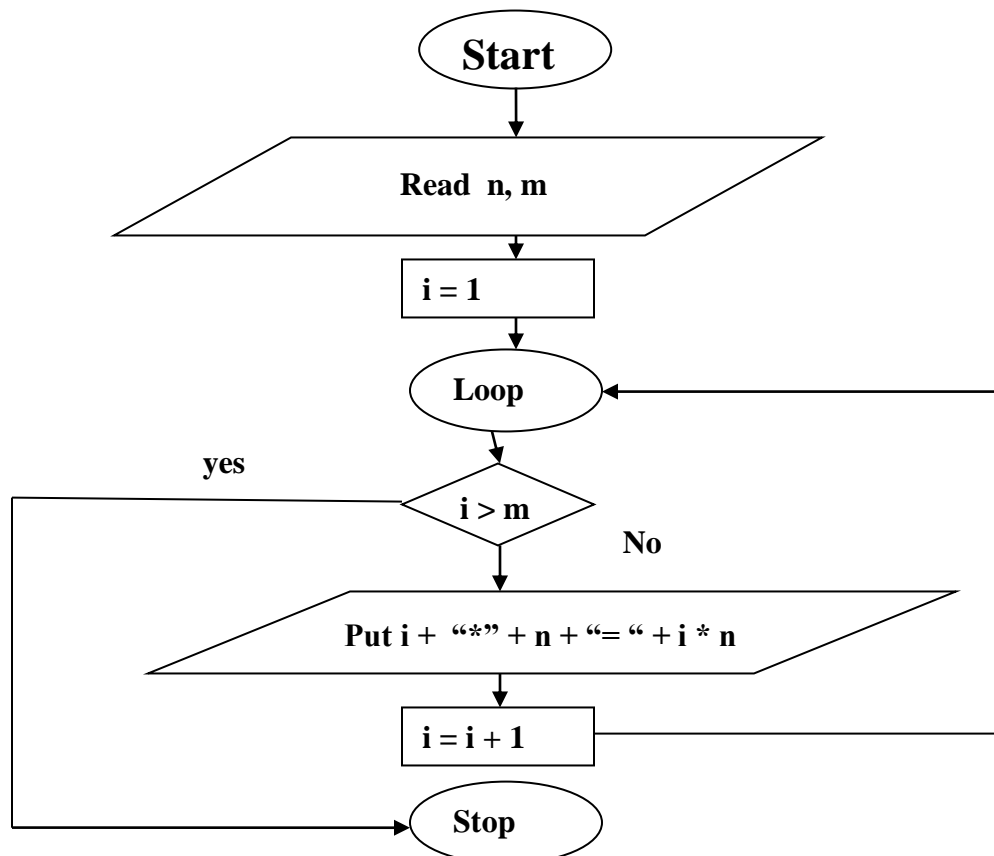 Start
Read n, m
i = 1
Loop
yes
i > m
No
Put i + “*” + n + “= “ + i * n
i = i + 1
Stop